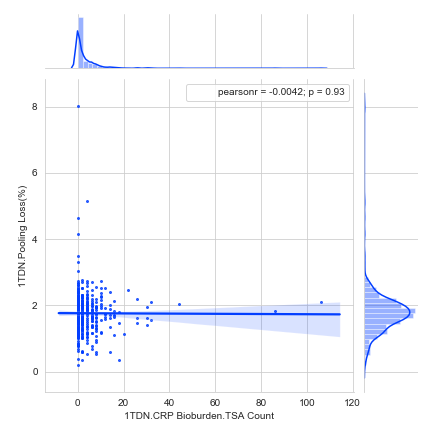 pearsonr = -0.0042; p = 0.93
8
6
4
2
0
1TDN.Pooling Loss(%)
0 20 40 60 80 100 120
1TDN.CRP Bioburden.TSA Count